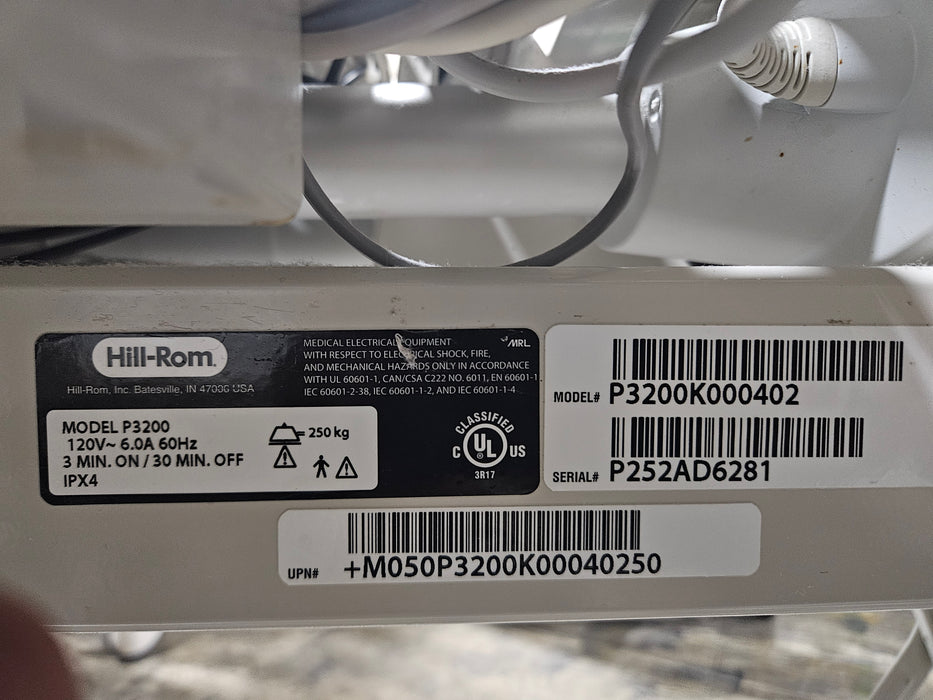 Hill-Rom.
Hill-Rom, Inc. Batesville, IN 47006 USA
MEDICAL ELECTRICAL EQUIPMENT
WITH RESPECT TO ELECTRICAL SHOCK, FIRE,
AND MECHANICAL HAZARDS ONLY IN ACCORDANCE
WITH UL 60601-1, CAN/CSA C222 NO. 6011, EN 60601-1
IEC 60601-2-38, IEC 60601-1-2, AND IEC 60601-1-4
MRL
MODEL P3200
120V~ 6.0A 60Hz
3 MIN. ON / 30 MIN. OFF
IPX4
= 250 kg
CLASSIFIED
C UL ® US
3R17
MODEL# P3200K000402
SERIAL# P252AD6281
UPN# +M050P3200K00040250